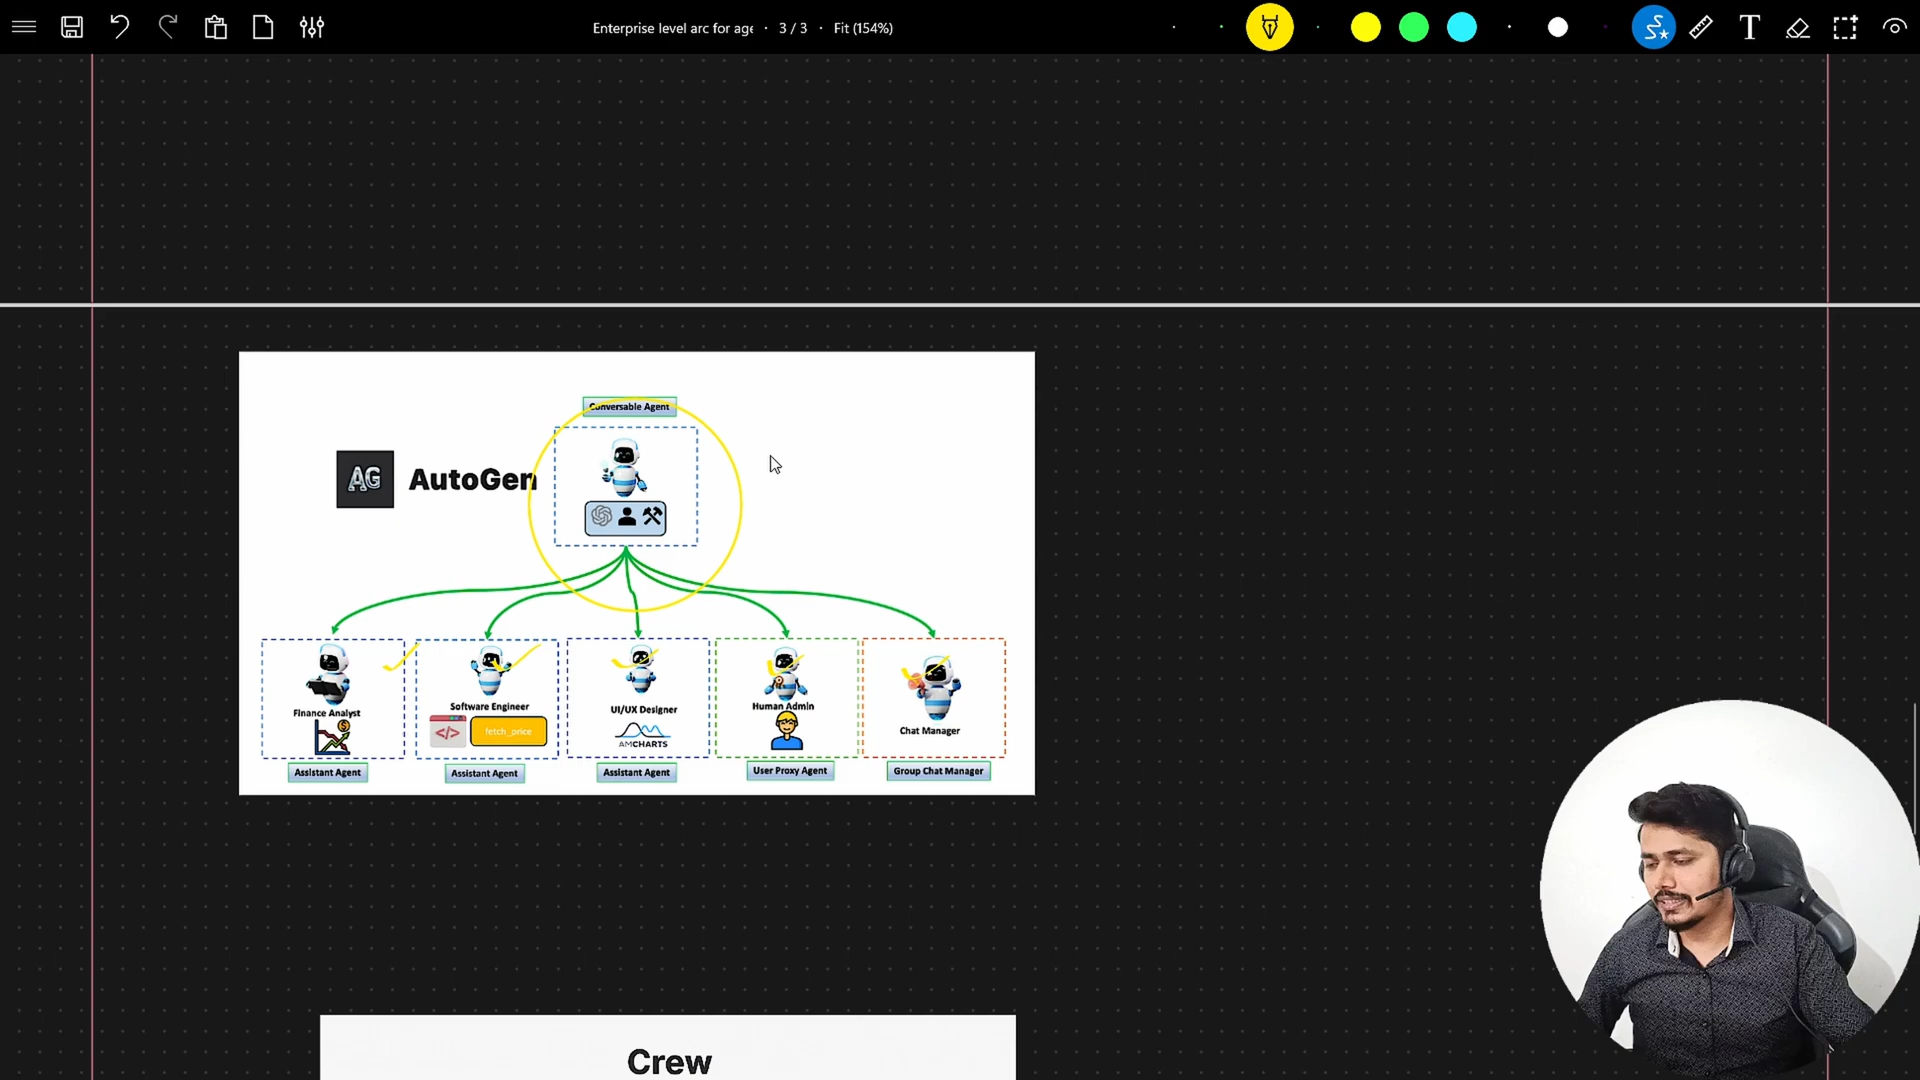 Enterprise level arc for age · 3 / 3 · Fit (154%)
T
Conversable Agent
AG AutoGen
Finance Analyst
Software Engineer
</> fetch_price
UI/UX Designer
AMCHARTS
Human Admin
Chat Manager
Assistant Agent
Assistant Agent
Assistant Agent
User Proxy Agent
Group Chat Manager
Crew